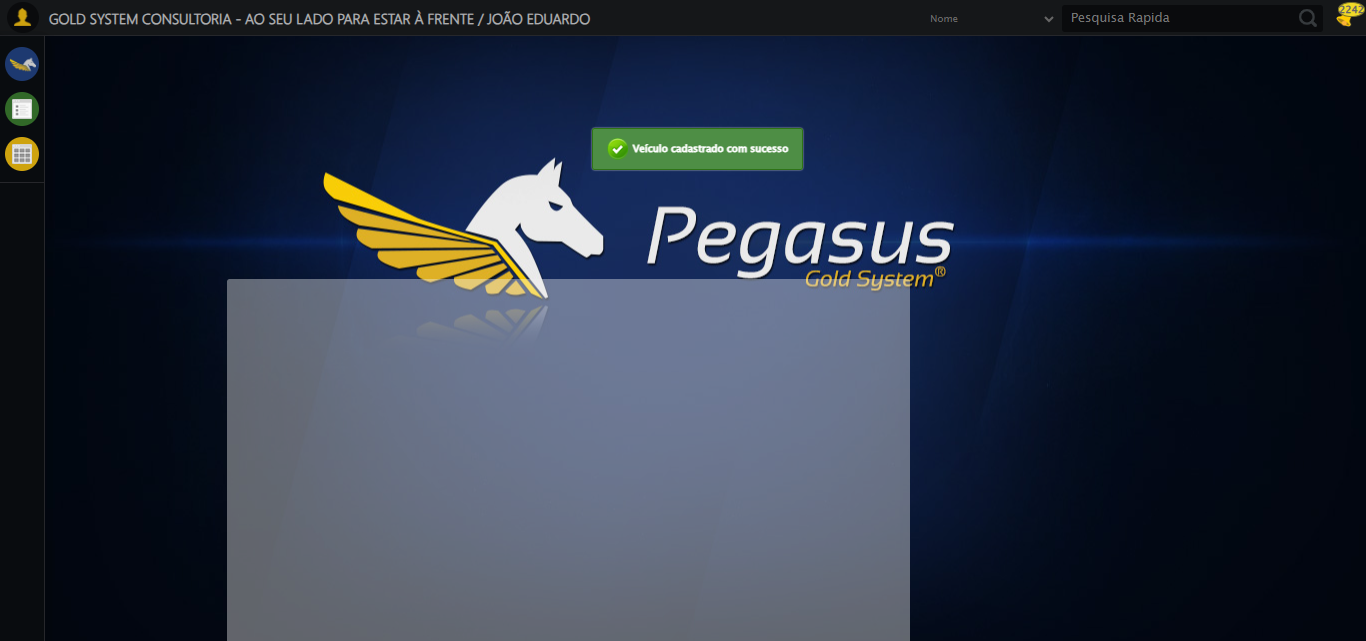 GOLD SYSTEM CONSULTORIA - AO SEU LADO PARA ESTAR À FRENTE / JOÃO EDUARDO
Nome
Pesquisa Rapida
2242
Veículo cadastrado com sucesso
Pegasus
Gold System®